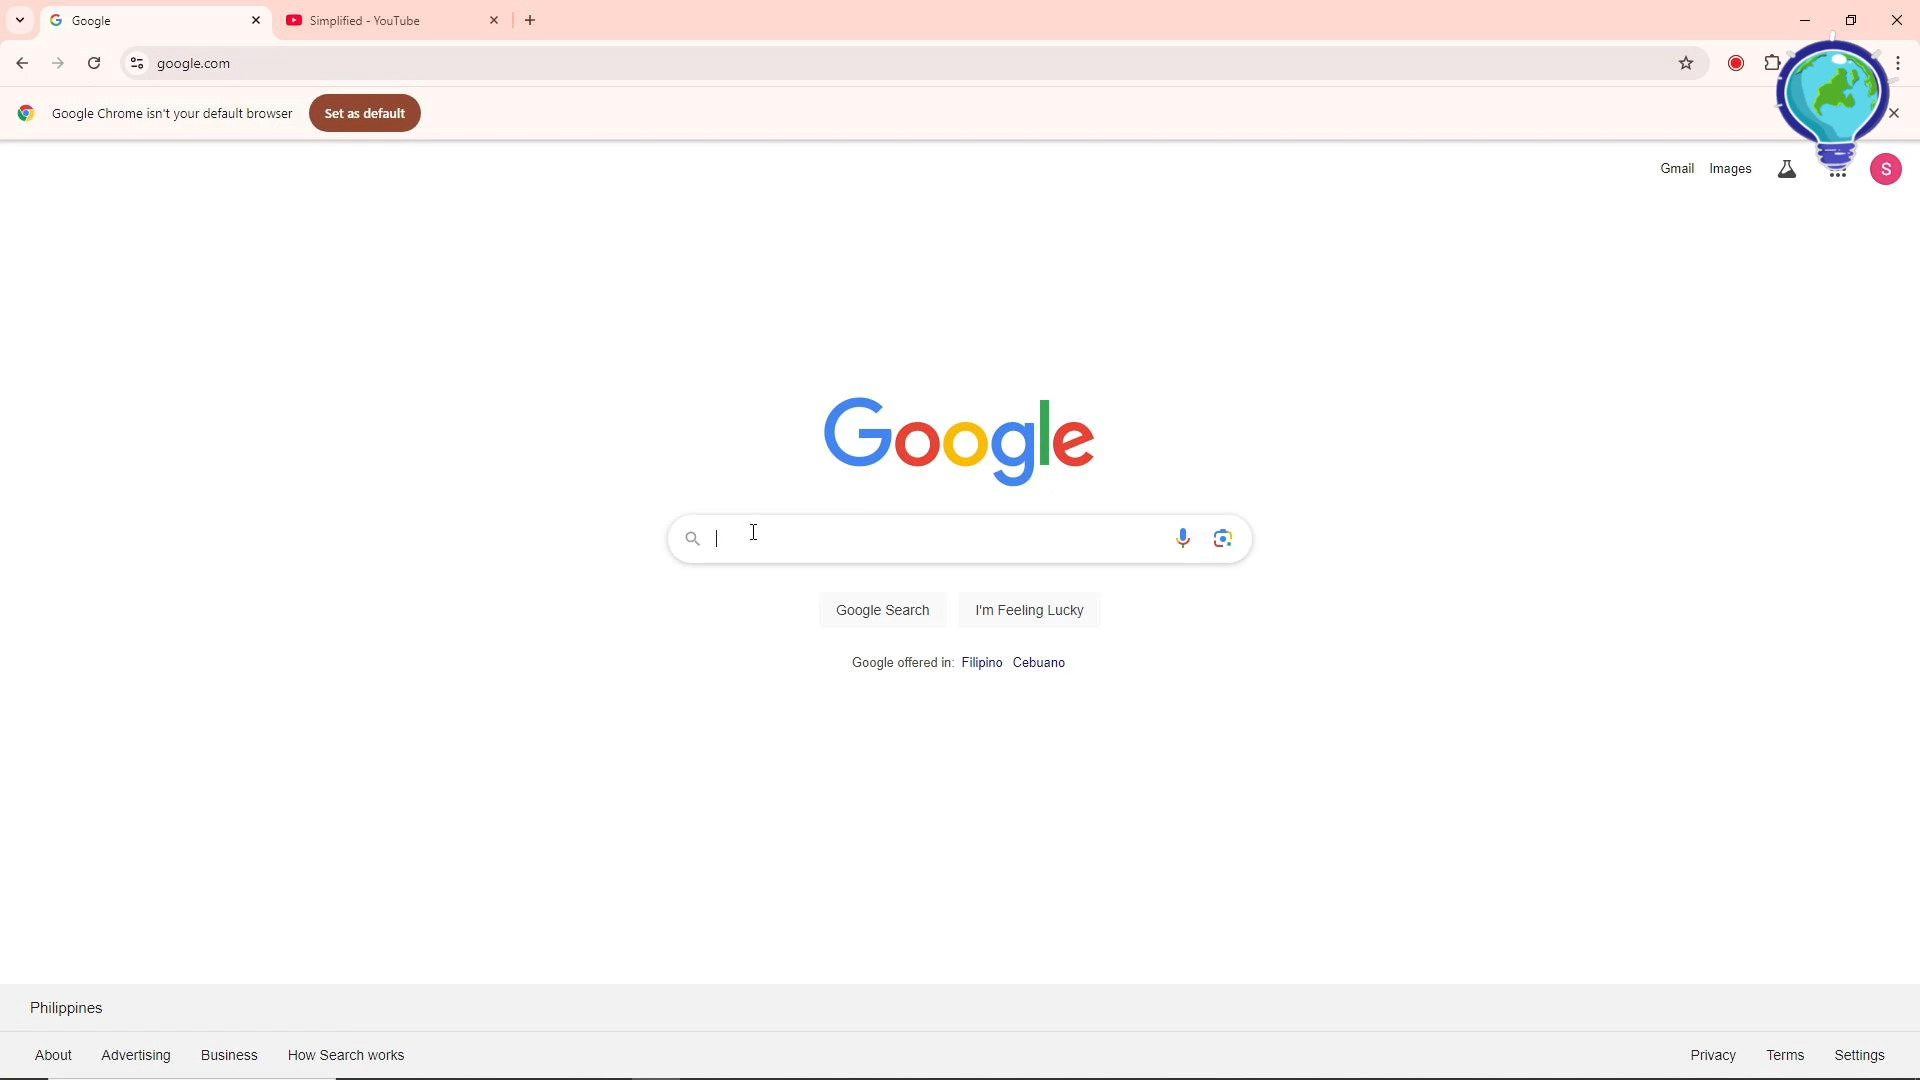 Google
Simplified - YouTube
google.com
Google Chrome isn't your default browser
Set as default
Gmail
Images
S
Google
Google Search
I'm Feeling Lucky
Google offered in: Filipino Cebuano
Philippines
About
Advertising
Business
How Search works
Privacy
Terms
Settings